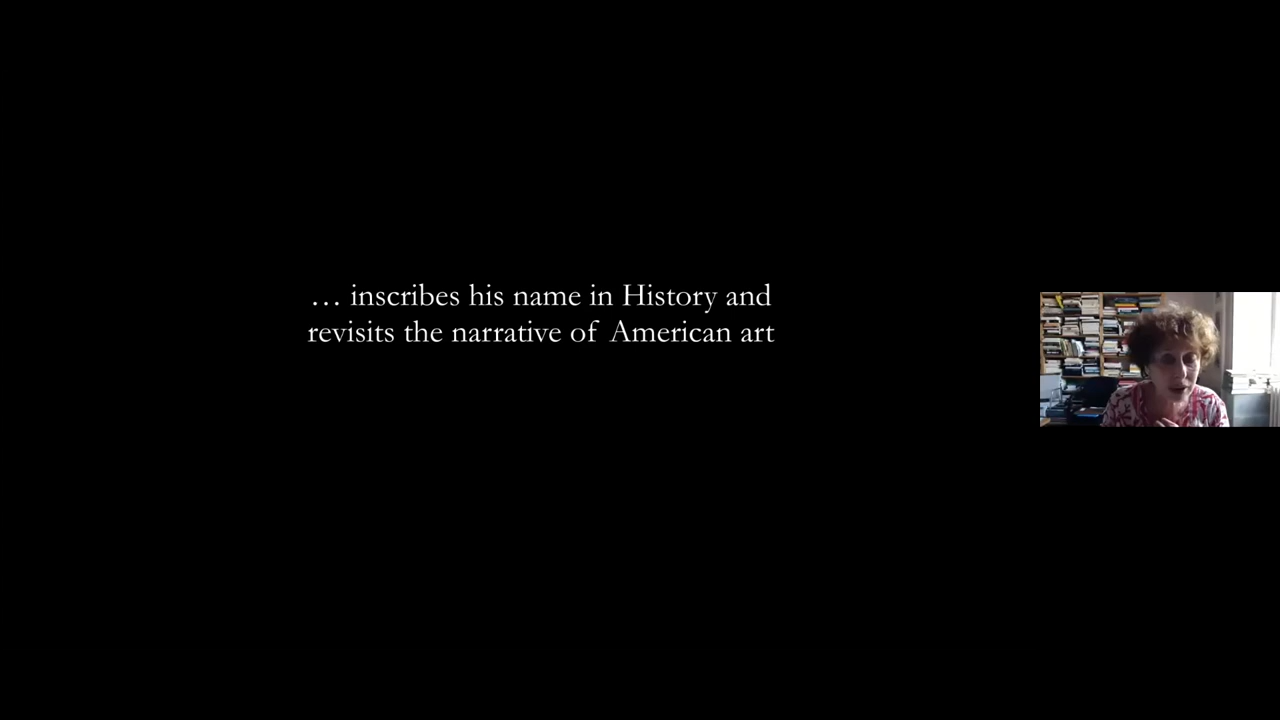 … inscribes his name in History and
revisits the narrative of American art